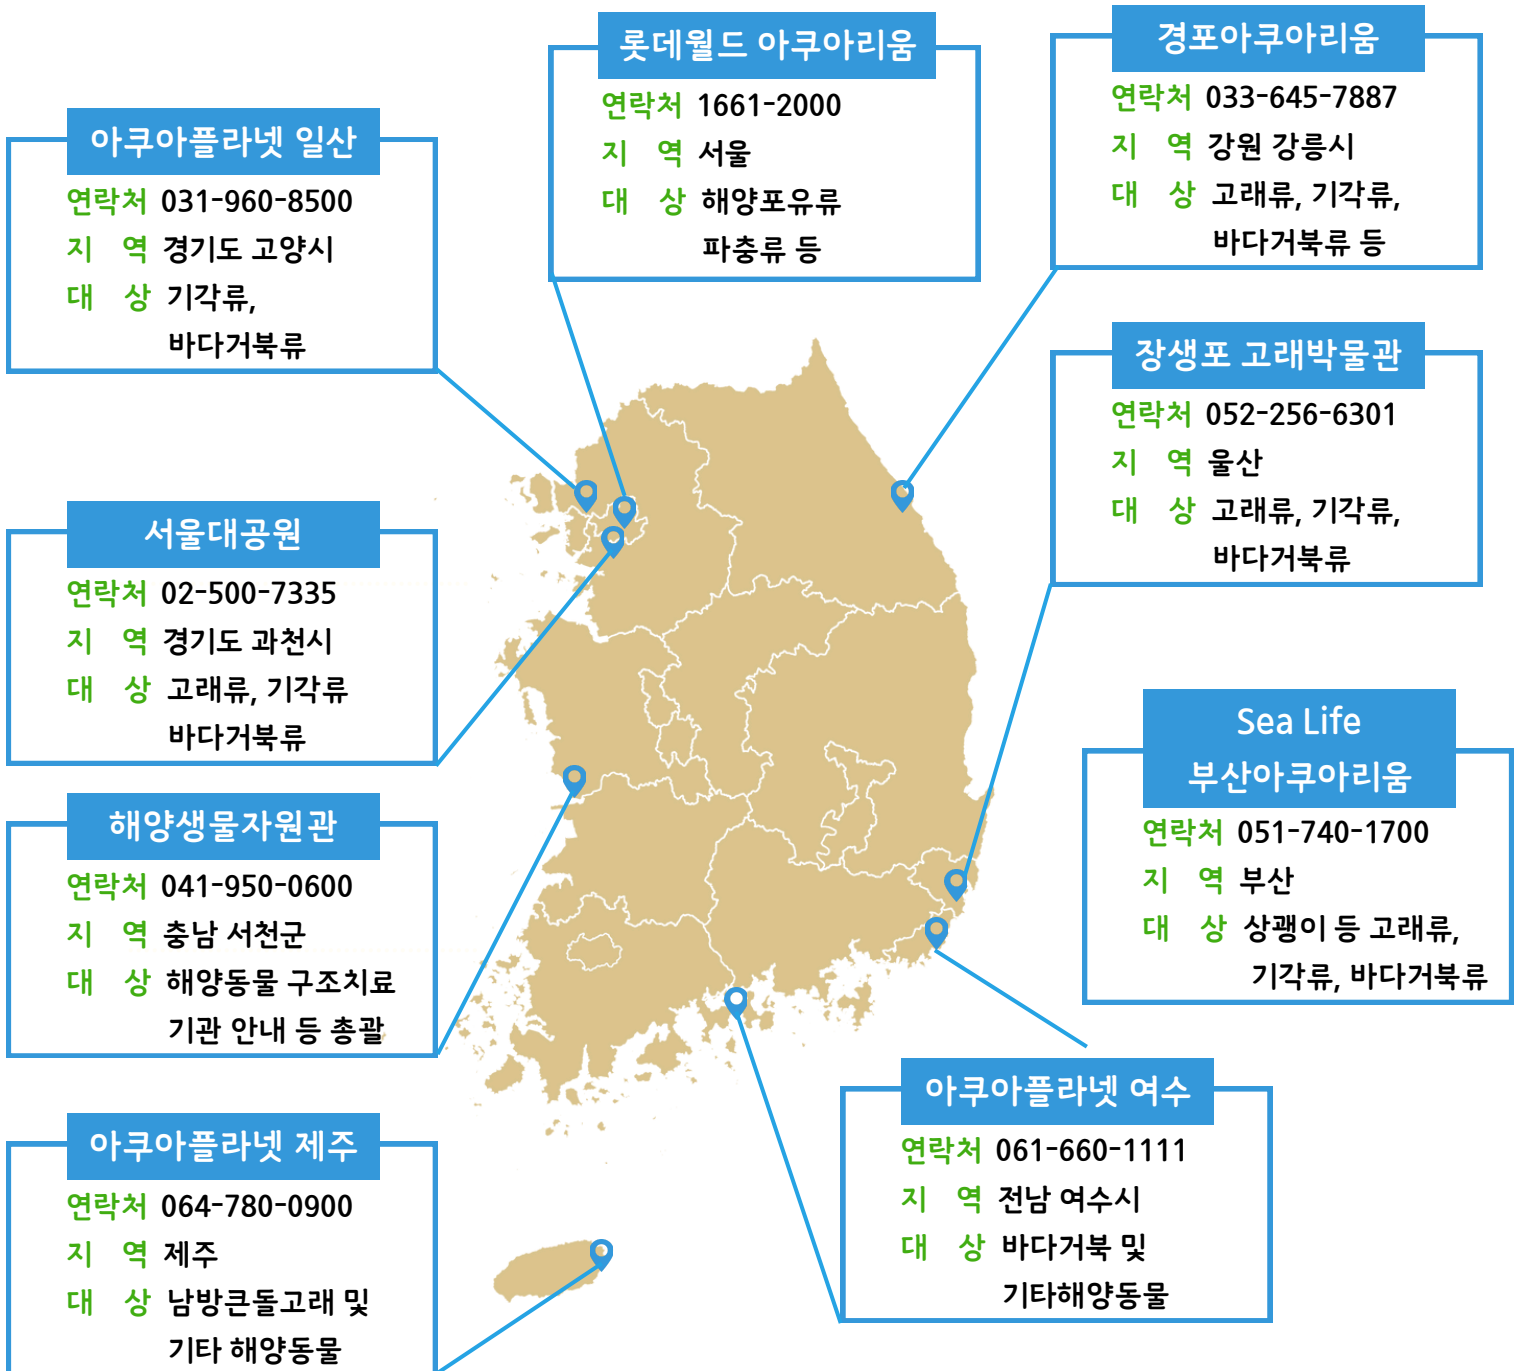 아쿠아플라넷 일산
연락처 031-960-8500
지 역 경기도 고양시
대 상 기각류,
바다거북류
롯데월드 아쿠아리움
연락처 1661-2000
지 역 서울
대 상 해양포유류
파충류 등
경포아쿠아리움
연락처 033-645-7887
지 역 강원 강릉시
대 상 고래류, 기각류,
바다거북류 등
장생포 고래박물관
연락처 052-256-6301
지 역 울산
대 상 고래류, 기각류,
바다거북류
서울대공원
연락처 02-500-7335
지 역 경기도 과천시
대 상 고래류, 기각류
바다거북류
Sea Life
부산아쿠아리움
연락처 051-740-1700
지 역 부산
대 상 상괭이 등 고래류,
기각류, 바다거북류
해양생물자원관
연락처 041-950-0600
지 역 충남 서천군
대 상 해양동물 구조치료
기관 안내 등 총괄
아쿠아플라넷 여수
연락처 061-660-1111
지 역 전남 여수시
대 상 바다거북 및
기타해양동물
아쿠아플라넷 제주
연락처 064-780-0900
지 역 제주
대 상 남방큰돌고래 및
기타 해양동물